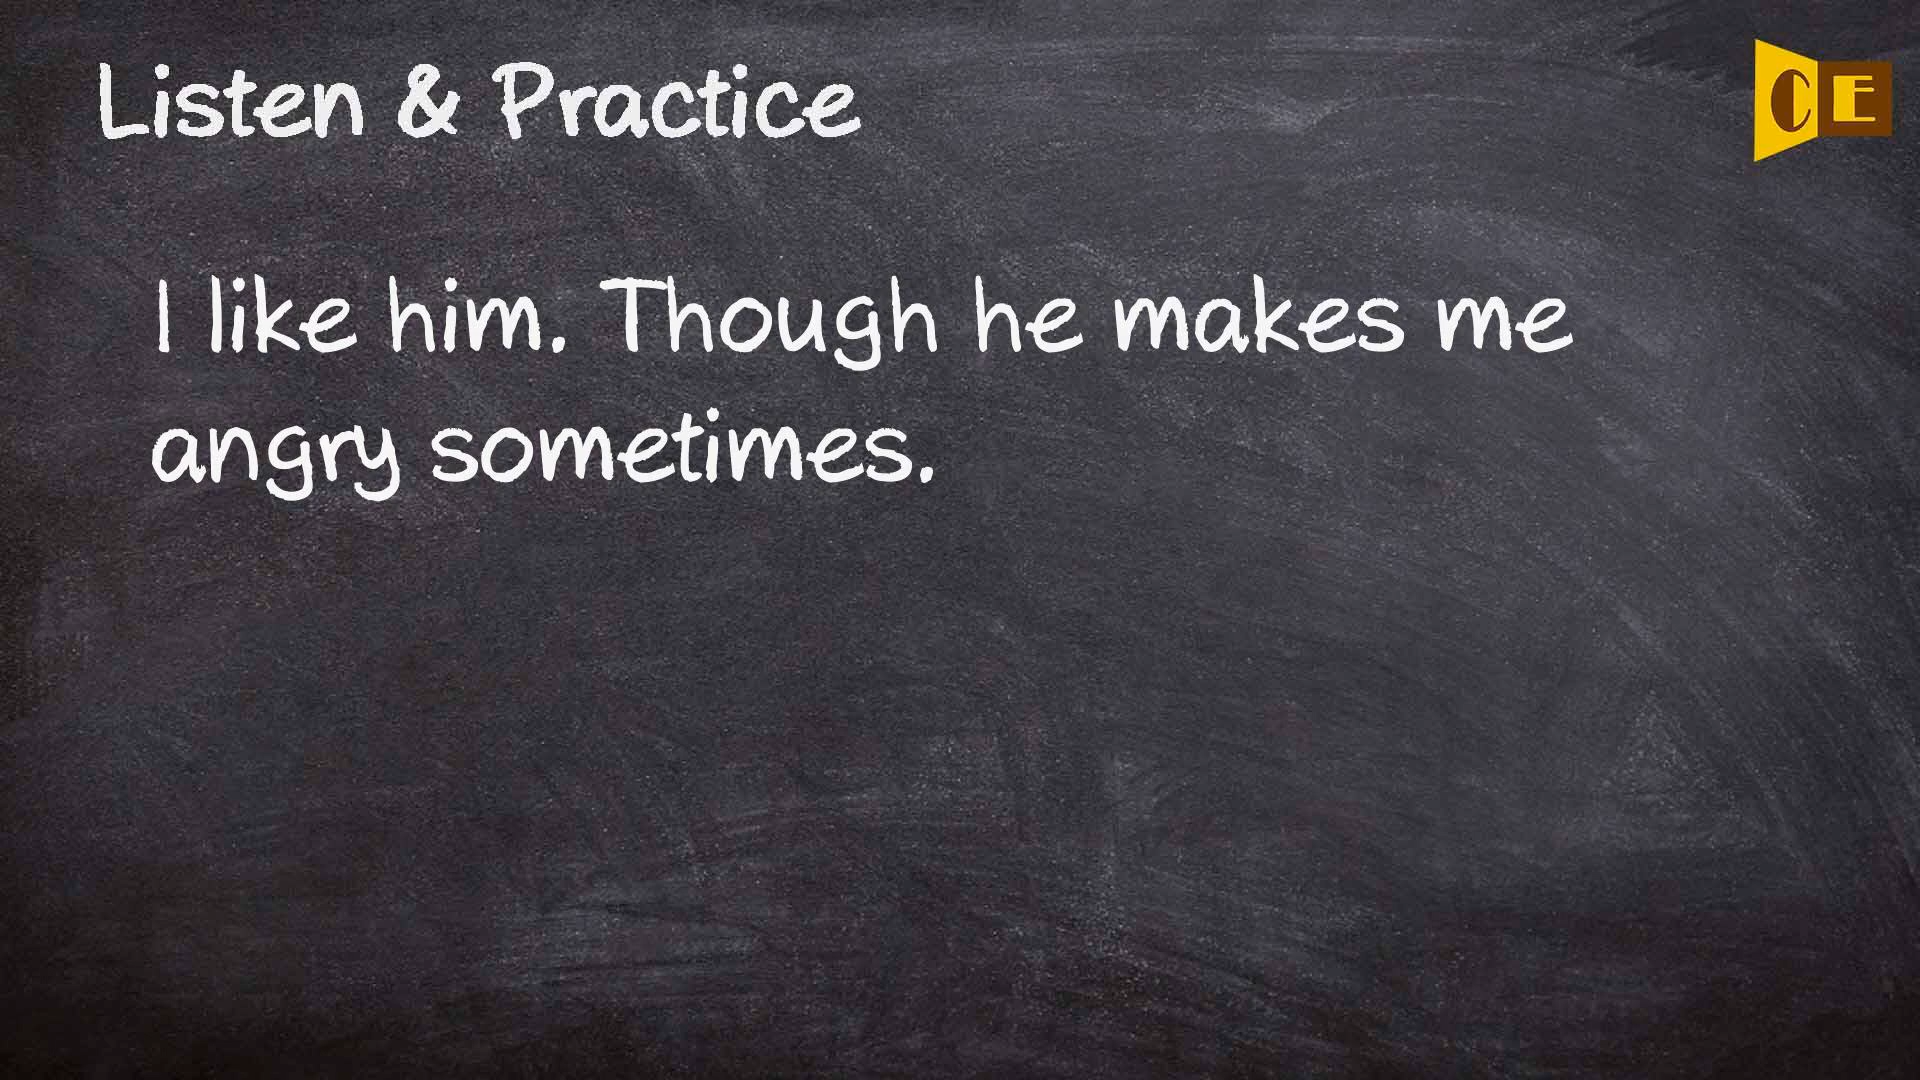 Listen & Practice
CE
I like him. Though he makes me
angry sometimes.